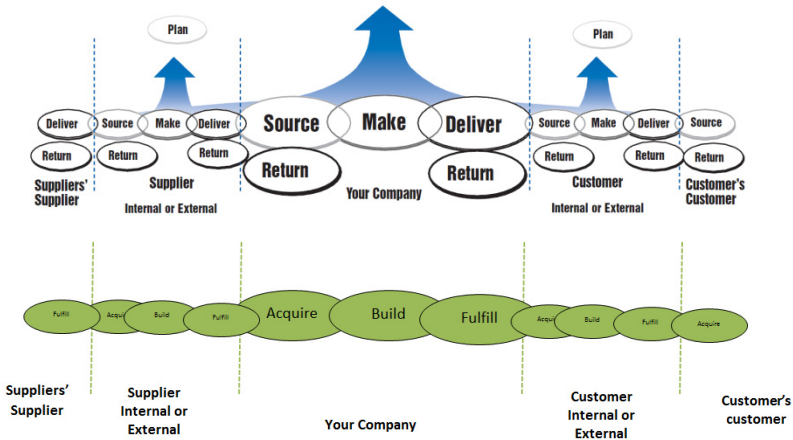 Plan
Plan
Deliver Source Make Deliver Source Make Deliver Source Make Deliver Source
Return Return Return Return Return Return Return Return
Suppliers' Supplier Your Company Customer Customer's
Supplier Customer
Internal or External Internal or External
Fulfill Acqui Build Fulfill Acquire Build Fulfill Acqui Build Fulfill Acquire
Suppliers' Supplier Customer Customer's
Supplier Internal or Internal or customer
External Your Company External